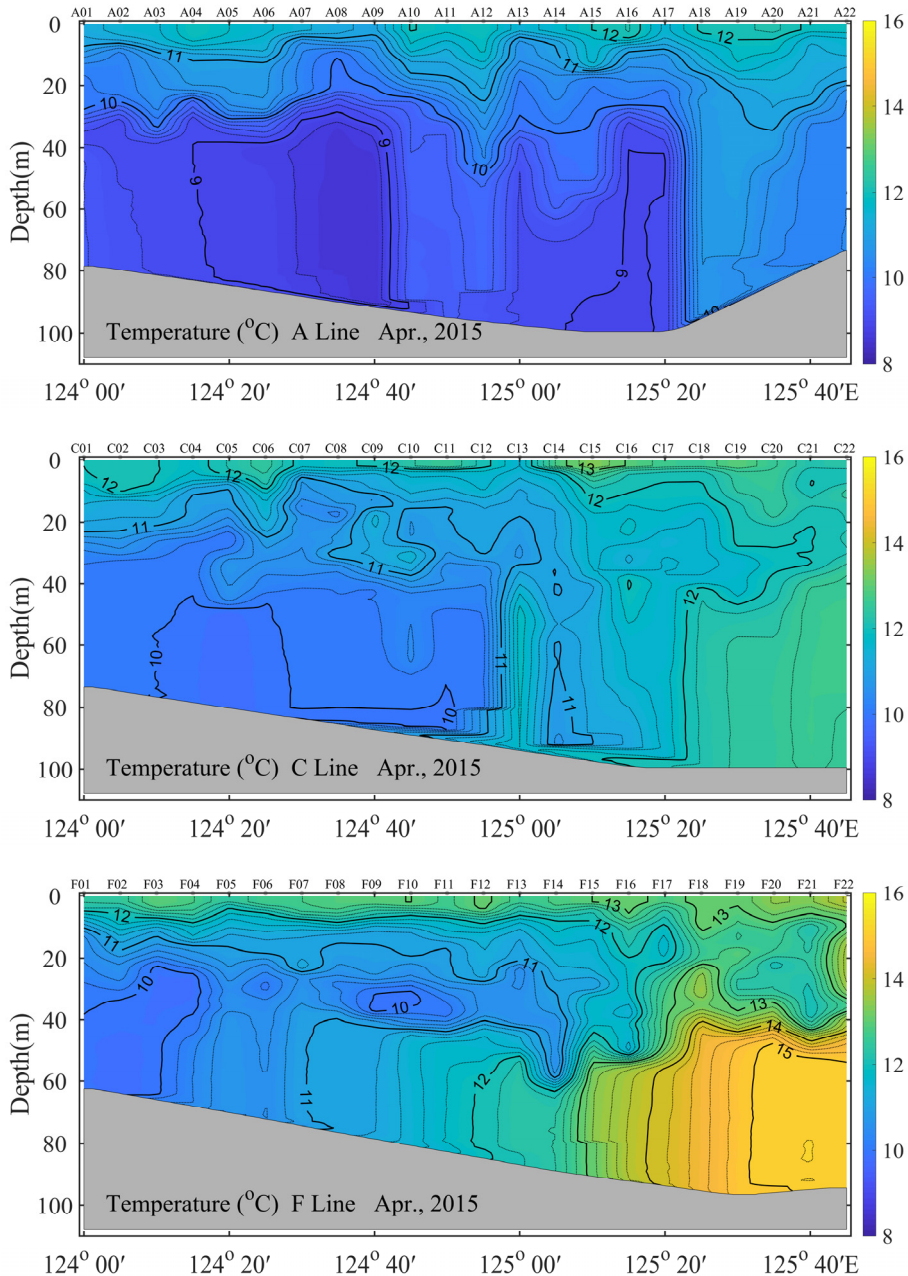 A01 A02 A03 A04 A05 A06 A07 A08 A09 A10 A11 A12 A13 A14 A15 A16 A17 A18 A19 A20 A21 A22
0 20 40 60 80 100
Depth(m)
11 12 12 12 11
10 10 9 9
Temperature (°C) A Line Apr., 2015
124° 00′ 124° 20′ 124° 40′ 125° 00′ 125° 20′ 125° 40′E
16 14 12 10 8
C01 C02 C03 C04 C05 C06 C07 C08 C09 C10 C11 C12 C13 C14 C15 C16 C17 C18 C19 C20 C21 C22
0 20 40 60 80 100
Depth(m)
12 12 12 13 12
11 11 12 12
10 11 11 10
Temperature (°C) C Line Apr., 2015
124° 00′ 124° 20′ 124° 40′ 125° 00′ 125° 20′ 125° 40′E
16 14 12 10 8
F01 F02 F03 F04 F05 F06 F07 F08 F09 F10 F11 F12 F13 F14 F15 F16 F17 F18 F19 F20 F21 F22
0 20 40 60 80 100
Depth(m)
12 12 13 13
11 11 10 10 13 14 15
11 12
Temperature (°C) F Line Apr., 2015
124° 00′ 124° 20′ 124° 40′ 125° 00′ 125° 20′ 125° 40′E
16 14 12 10 8